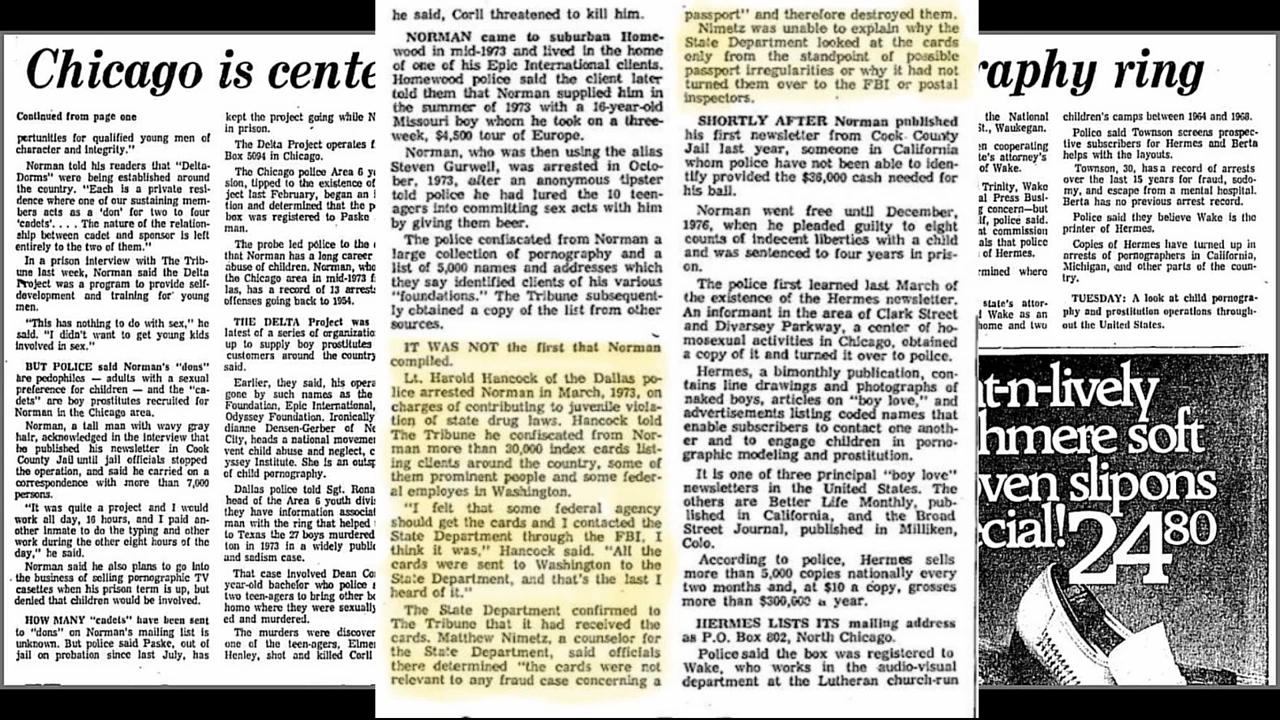 Chicago is cente
Continued from page one
pertunities for qualified young men of
character and integrity."
Norman told his readers that "Delta-
Dorms" were being established around
the country. "Each is a private resi-
dence where one of our sustaining mem-
bers acts as a 'don' for two to four
'cadets'. . . . The nature of the relation-
ship between cadet and sponsor is left
entirely to the two of them."
In a prison interview with The Trib-
une last week, Norman said the Delta
Project was a program to provide self-
development and training for young
men.
"This has nothing to do with sex," he
said. "I didn't want to get young kids
involved in sex."
BUT POLICE said Norman's "dons"
are pedophiles — adults with a sexual
preference for children — and the "ca-
dets" are boy prostitutes recruited for
Norman in the Chicago area.
Norman, a tall man with wavy gray
hair, acknowledged in the interview that
he published his newsletter in Cook
County Jail until jail officials stopped
the operation, and said he carried on a
correspondence with more than 7,000
persons.
"It was quite a project and I would
work all day, 16 hours, and I paid an-
other inmate to do the typing and other
work during the other eight hours of the
day," he said.
Norman said he also plans to go into
the business of selling pornographic TV
casettes when his prison term is up, but
denied that children would be involved.
HOW MANY "cadets" have been sent
to "dons" on Norman's mailing list is
unknown. But police said Paske, out of
jail on probation since last July, has
kept the project going while N
in prison.
The Delta Project operates f
Box 5094 in Chicago.
The Chicago police Area 6 y
sion, tipped to the existence of
ject last February, began an i
tion and determined that the p
box was registered to Paske
man.
The probe led police to the
that Norman has a long career
abuse of children. Norman, who
the Chicago area in mid-1973 f
las, has a record of 13 arrest
offenses going back to 1954.
THE DELTA Project was
latest of a series of organizatio
up to supply boy prostitutes
customers around the country
said.
Earlier, they said, his opera
gone by such names as the
Foundation, Epic International,
Odyssey Foundation. Ironically
dianne Densen-Gerber of Ne
City, heads a national movemen
vent child abuse and neglect, c
yssey Institute. She is an outsp
of child pornography.
Dallas police told Sgt. Rona
head of the Area 6 youth divi
they have information associat
man with the ring that helped
to Texas the 27 boys murdered
ton in 1973 in a widely public
and sadism case.
That case involved Dean Co
year-old bachelor who police s
two teen-agers to bring other b
home where they were sexually
ed and murdered.
The murders were discover
one of the teen-agers, Elmer
Henley, shot and killed Corll
he said, Corll threatened to kill him.
NORMAN came to suburban Home-
wood in mid-1973 and lived in the home
of one of his Epic International clients.
Homewood police said the client later
told them that Norman supplied him in
the summer of 1973 with a 16-year-old
Missouri boy whom he took on a three-
week, $4,500 tour of Europe.
Norman, who was then using the alias
Steven Gurwell, was arrested in Octo-
ber, 1973, after an anonymous tipster
told police he had lured the 10 teen-
agers into committing sex acts with him
by giving them beer.
The police confiscated from Norman a
large collection of pornography and a
list of 5,000 names and addresses which
they say identified clients of his various
"foundations." The Tribune subsequent-
ly obtained a copy of the list from other
sources.
IT WAS NOT the first that Norman
compiled.
Lt. Harold Hancock of the Dallas po-
lice arrested Norman in March, 1973, on
charges of contributing to juvenile viola-
tion of state drug laws. Hancock told
The Tribune he confiscated from Nor-
man more than 30,000 index cards list-
ing clients around the country, some of
them prominent people and some feder-
al employes in Washington.
"I felt that some federal agency
should get the cards and I contacted the
State Department through the FBI, I
think it was," Hancock said. "All the
cards were sent to Washington to the
State Department, and that's the last I
heard of it."
The State Department confirmed to
The Tribune that it had received the
cards. Matthew Nimetz, a counselor for
the State Department, said officials
there determined "the cards were not
relevant to any fraud case concerning a
passport" and therefore destroyed them.
Nimetz was unable to explain why the
State Department looked at the cards
only from the standpoint of possible
passport irregularities or why it had not
turned them over to the FBI or postal
inspectors.
SHORTLY AFTER Norman published
his first newsletter from Cook County
Jail last year, someone in California
whom police have not been able to iden-
tify provided the $36,000 cash needed for
his bail.
Norman went free until December,
1976, when he pleaded guilty to eight
counts of indecent liberties with a child
and was sentenced to four years in pris-
on.
The police first learned last March of
the existence of the Hermes newsletter.
An informant in the area of Clark Street
and Diversey Parkway, a center of ho-
mosexual activities in Chicago, obtained
a copy of it and turned it over to police.
Hermes, a bimonthly publication, con-
tains line drawings and photographs of
naked boys, articles on "boy love," and
advertisements listing coded names that
enable subscribers to contact one anoth-
er and to engage children in porno-
graphic modeling and prostitution.
It is one of three principal "boy love"
newsletters in the United States. The
others are Better Life Monthly, pub-
lished in California, and the Broad
Street Journal, published in Milliken,
Colo.
According to police, Hermes sells
more than 5,000 copies nationally every
two months and, at $10 a copy, grosses
more than $300,000 a year.
HERMES LISTS ITS mailing address
as P.O. Box 802, North Chicago.
Police said the box was registered to
Wake, who works in the audio-visual
department at the Lutheran church-run
raphy ring
the National
St., Waukegan.
en cooperating
te's attorney's
of Wake.
Trinity, Wake
al Press Busi-
g concern—but
lf, police said.
at commission
als that police
of Hermes.
rmined where
state's attor-
Wake as an
home and two
children's camps between 1964 and 1968.
Police said Townson screens prospec-
tive subscribers for Hermes and Berta
helps with the layouts.
Townson, 30, has a record of arrests
over the last 15 years for fraud, sodo-
my, and escape from a mental hospital.
Berta has no previous arrest record.
Police said they believe Wake is the
printer of Hermes.
Copies of Hermes have turned up in
arrests of pornographers in California,
Michigan, and other parts of the coun-
try.
TUESDAY: A look at child pornogra-
phy and prostitution operations through-
out the United States.
t-n-lively
hmere soft
ven slipons
ecial! 24 80